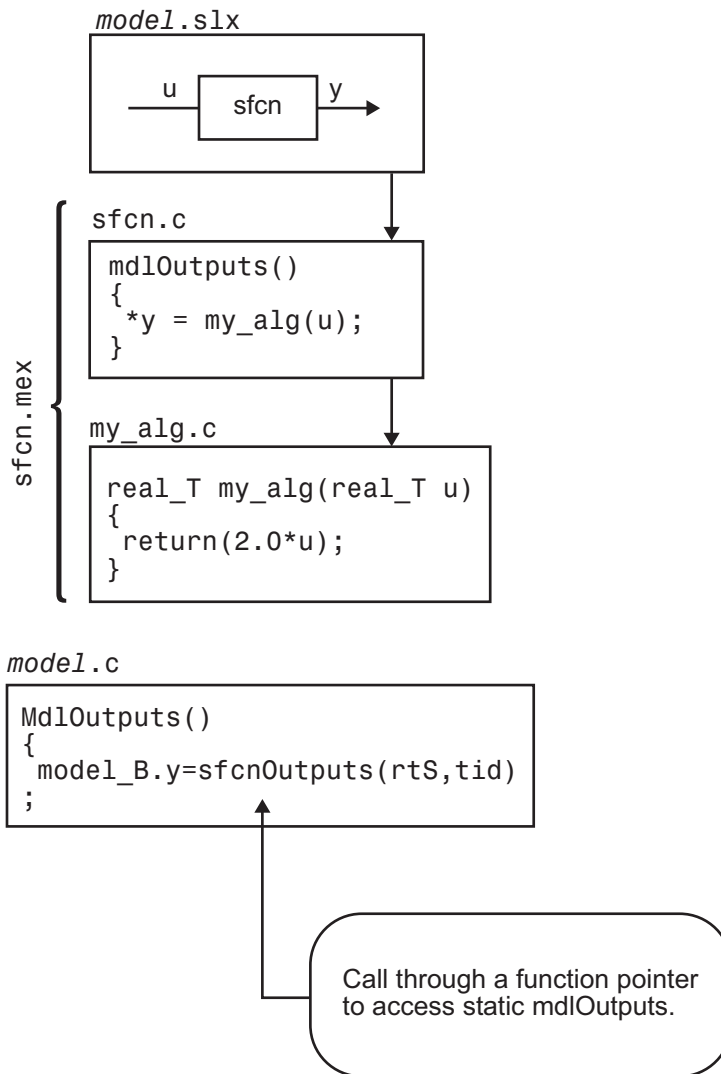 model.slx
u
sfcn
y
sfcn.mex
sfcn.c
mdlOutputs()
{
*y = my_alg(u);
}
my_alg.c
real_T my_alg(real_T u)
{
return(2.0*u);
}
model.c
MdlOutputs()
{
model_B.y=sfcnOutputs(rtS,tid)
;
Call through a function pointer
to access static mdlOutputs.